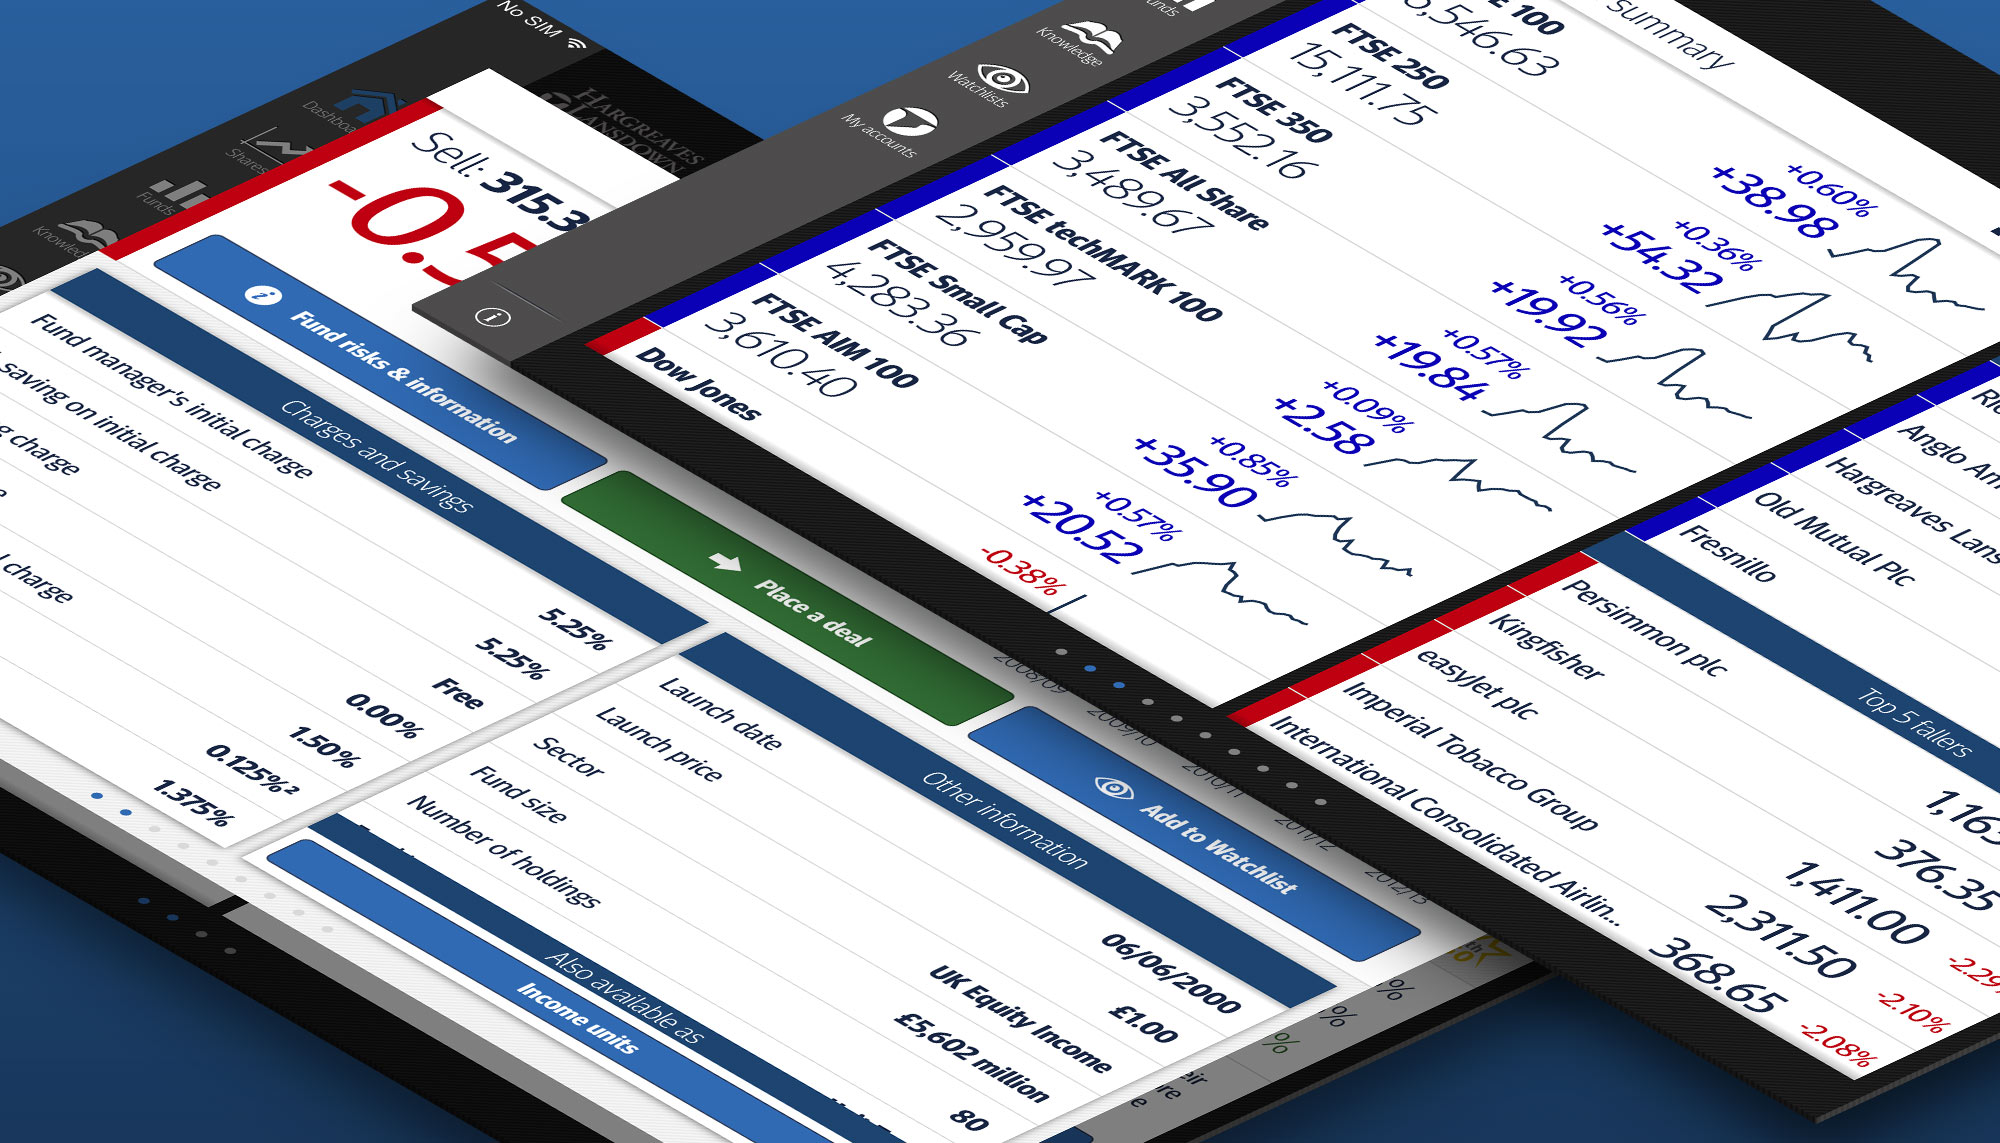 No SIM
HARGREAVES
LANSDOWN
Dashboa
Shares
Funds
Knowledg
Sell: 315.3
-0.5
Fund risks & information
Place a deal
Add to Watchlist
Charges and savings
Fund manager's initial charge
saving on initial charge
g charge
l charge
5.25%
5.25%
Free
0.00%
1.50%
0.125%²
1.375%
Other information
Launch date
Launch price
Sector
Fund size
Number of holdings
06/06/2000
£1.00
UK Equity Income
£5,602 million
80
Also available as
Income units
2008/09
2009/10
2010/11
2011/12
2012/13
%
%
%
eir
ire
e
unds
Knowledge
Watchlists
My accounts
summary
E 100
6,546.63
+0.60%
+38.98
FTSE 250
15,111.75
+0.36%
+54.32
FTSE 350
3,552.16
+0.56%
+19.92
FTSE All Share
3,489.67
+0.57%
+19.84
FTSE techMARK 100
2,959.97
+0.09%
+2.58
FTSE Small Cap
4,283.36
+0.85%
+35.90
FTSE AIM 100
3,610.40
+0.57%
+20.52
Dow Jones
-0.38%
Rio
Anglo Am
Hargreaves Lans
Old Mutual Plc
Fresnillo
Top 5 fallers
Persimmon plc
1,163
Kingfisher
376.35
easyJet plc
1,411.00
-2.29%
Imperial Tobacco Group
2,311.50
-2.10%
International Consolidated Airlin...
368.65
-2.08%